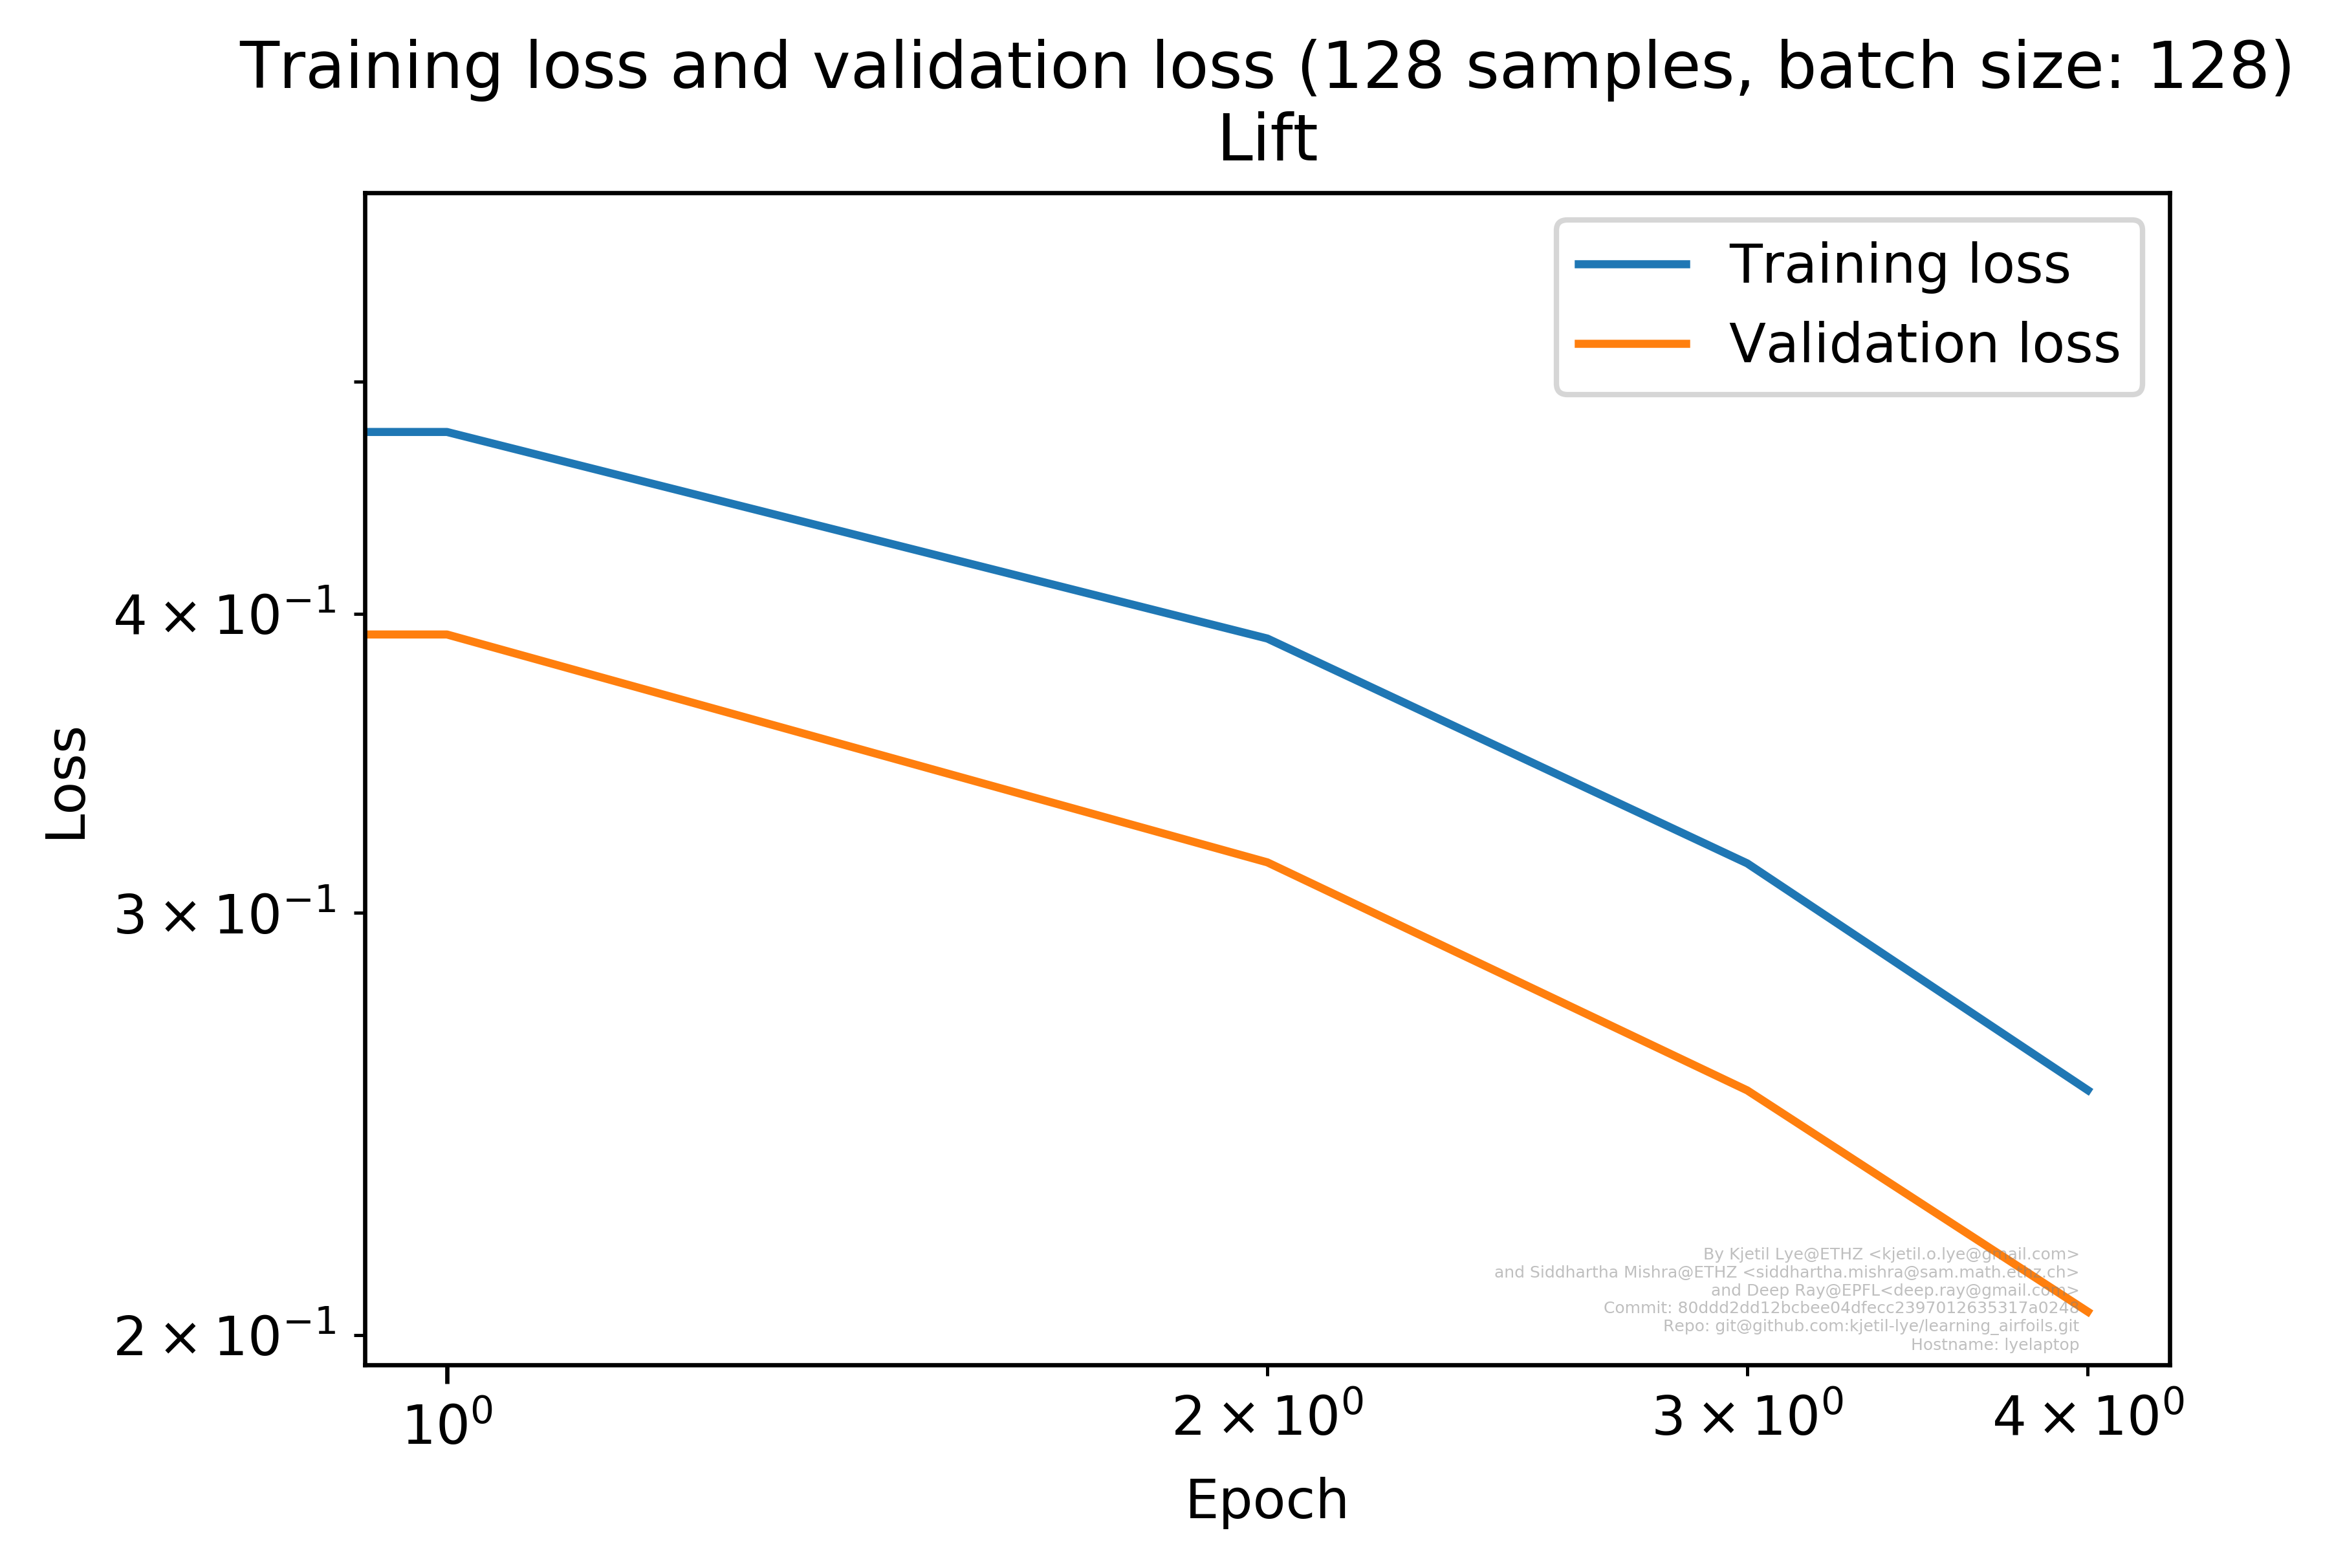 Training loss and validation loss (128 samples, batch size: 128)
Lift
Training loss
Validation loss
4 × 10⁻¹
3 × 10⁻¹
2 × 10⁻¹
Loss
By Kjetil Lye@ETHZ <kjetil.o.lye@gmail.com>
and Siddhartha Mishra@ETHZ <siddhartha.mishra@sam.math.ethz.ch>
and Deep Ray@EPFL<deep.ray@gmail.com>
Commit: 80ddd2dd12bcbee04dfecc2397012635317a0248
Repo: git@github.com:kjetil-lye/learning_airfoils.git
Hostname: lyelaptop
10⁰
2 × 10⁰
3 × 10⁰
4 × 10⁰
Epoch